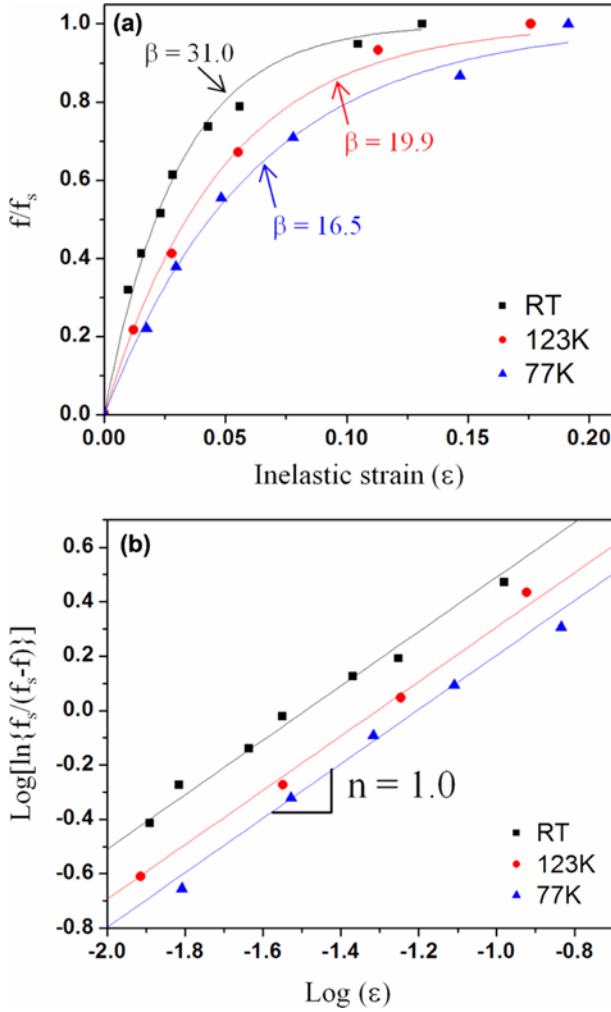 (a)
1.0
0.8
0.6
0.4
0.2
0.0
f/fₛ
β = 31.0
β = 19.9
β = 16.5
RT
123K
77K
0.00 0.05 0.10 0.15 0.20
Inelastic strain (ε)
(b)
0.6
0.4
0.2
0.0
-0.2
-0.4
-0.6
-0.8
Log[ln{fₛ/(fₛ-f)}]
n = 1.0
RT
123K
77K
-2.0 -1.8 -1.6 -1.4 -1.2 -1.0 -0.8
Log (ε)